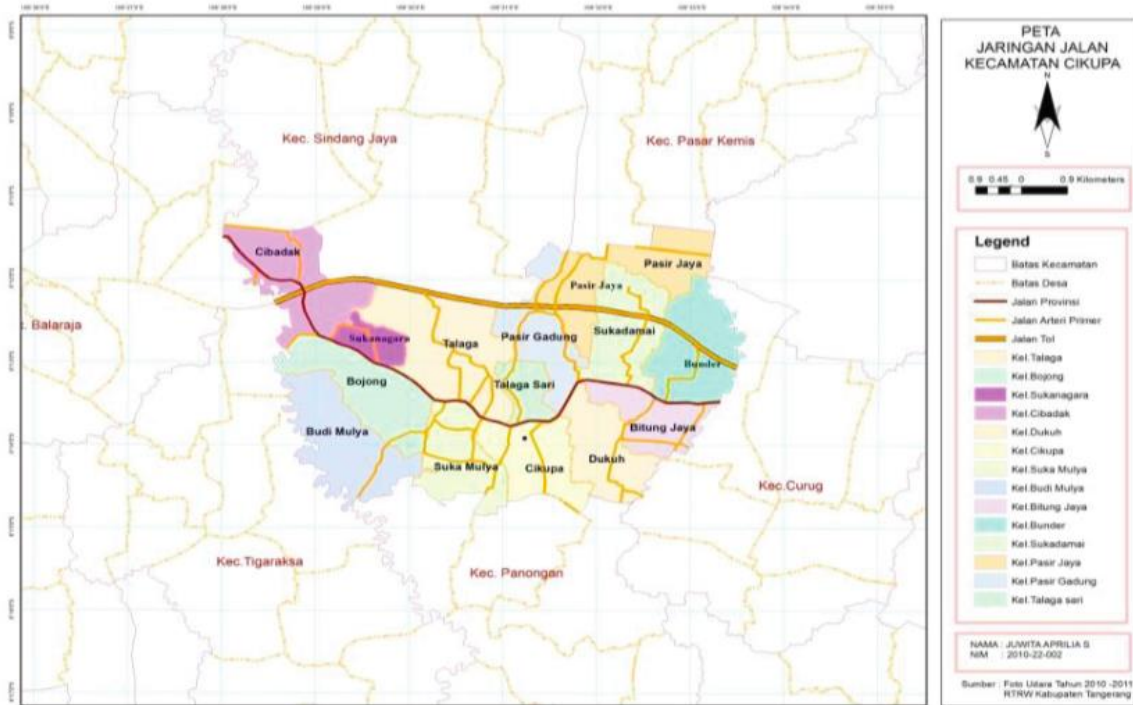 Kec. Sindang Jaya
Kec. Pasar Kemis
Cibadak
Pasir Jaya
Pasir Jaya
Balaraja
Sukanagara
Talaga
Pasir Gadung
Sukadamai
Bunder
Bojong
Talaga Sari
Budi Mulya
Bitung Jaya
Suka Mulya
Cikupa
Dukuh
Kec.Curug
Kec.Tigaraksa
Kec. Panongan
PETA
JARINGAN JALAN
KECAMATAN CIKUPA
N
S
0.9 0.45 0 0.9 Kilometers
Legend
Batas Kecamatan
Batas Desa
Jalan Provinsi
Jalan Arteri Primer
Jalan Tol
Kel.Talaga
Kel.Bojong
Kel.Sukanagara
Kel.Cibadak
Kel.Dukuh
Kel.Cikupa
Kel.Suka Mulya
Kel.Budi Mulya
Kel.Bitung Jaya
Kel.Bunder
Kel.Sukadamai
Kel.Pasir Jaya
Kel.Pasir Gadung
Kel.Talaga sari
NAMA : JUWITA APRILIA S
NIM : 2010-22-002
Sumber : Foto Udara Tahun 2010 -2011
RTRW Kabupaten Tangerang